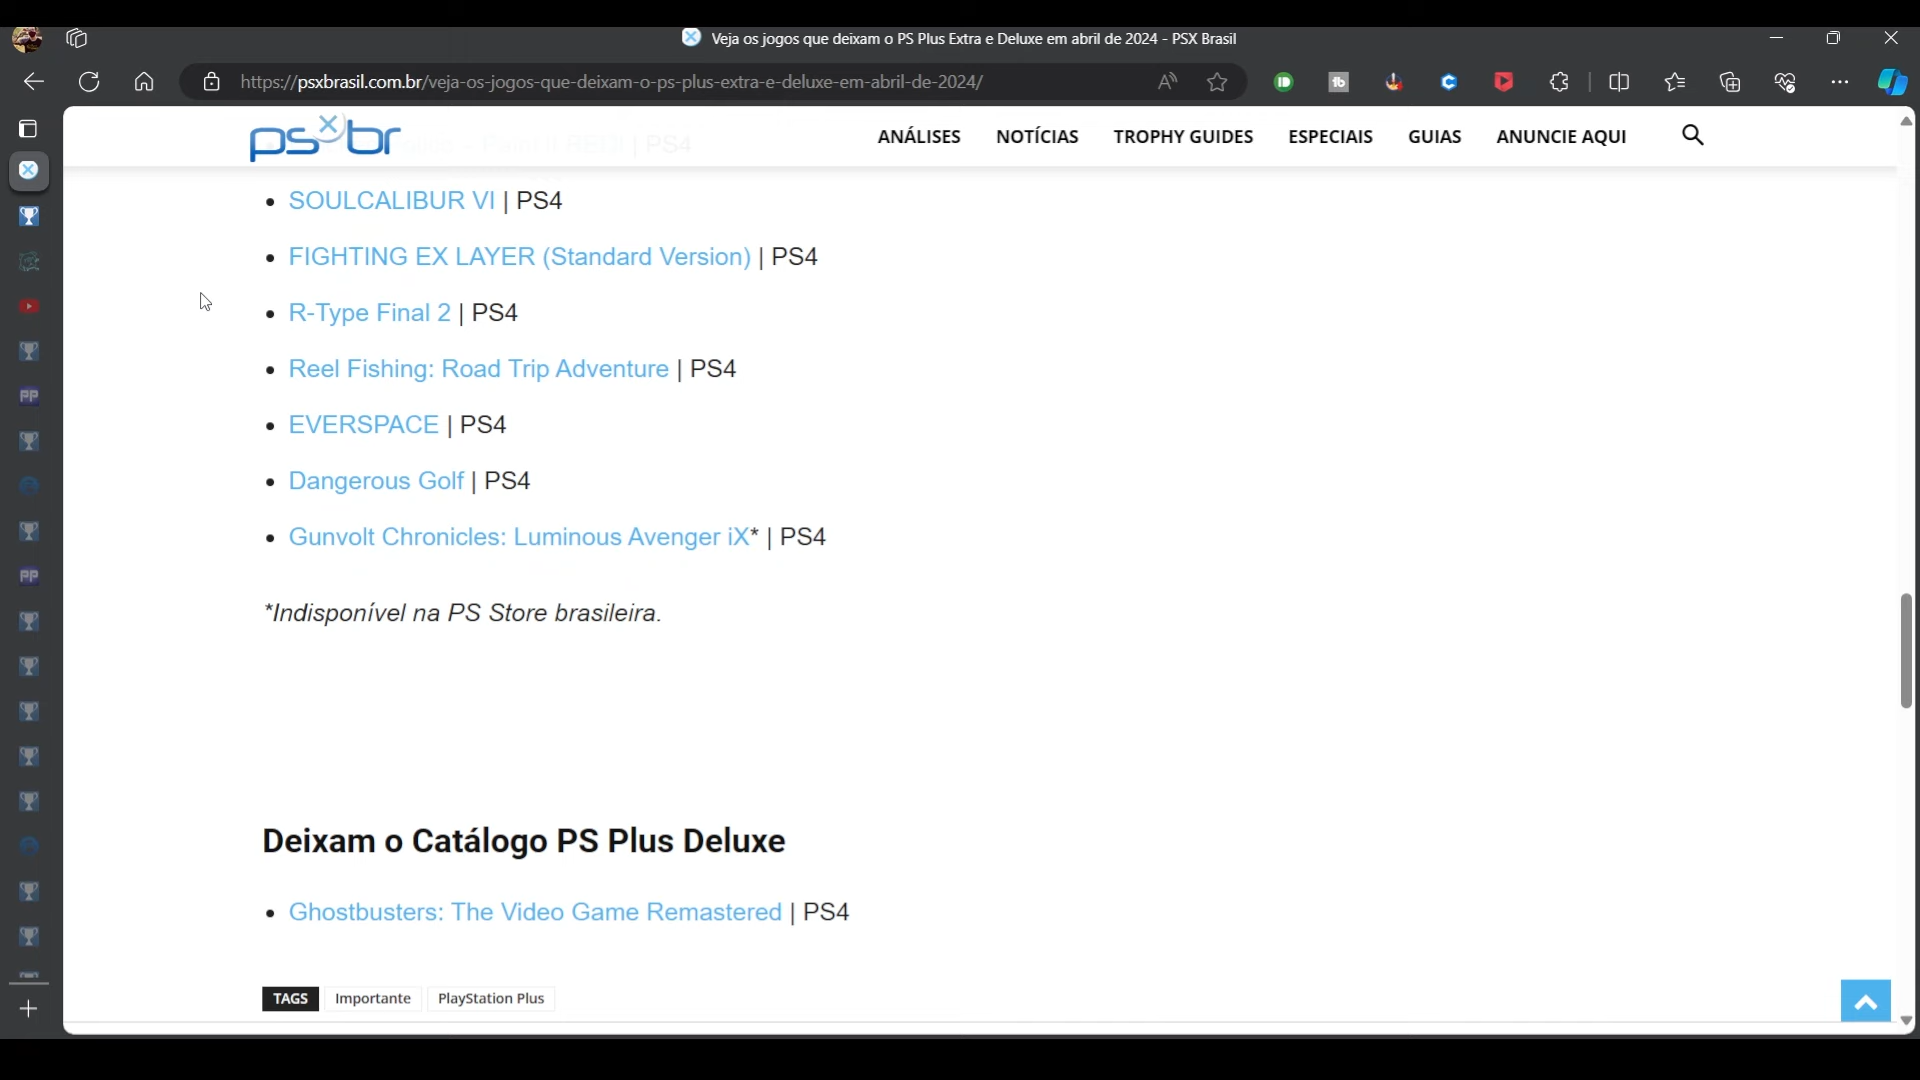 Veja os jogos que deixam o PS Plus Extra e Deluxe em abril de 2024 - PSX Brasil
https://psxbrasil.com.br/veja-os-jogos-que-deixam-o-ps-plus-extra-e-deluxe-em-abril-de-2024/
psxbr
ANÁLISES NOTÍCIAS TROPHY GUIDES ESPECIAIS GUIAS ANUNCIE AQUI
| PS4
• SOULCALIBUR VI | PS4
• FIGHTING EX LAYER (Standard Version) | PS4
• R-Type Final 2 | PS4
• Reel Fishing: Road Trip Adventure | PS4
• EVERSPACE | PS4
• Dangerous Golf | PS4
• Gunvolt Chronicles: Luminous Avenger iX* | PS4
*Indisponível na PS Store brasileira.
Deixam o Catálogo PS Plus Deluxe
• Ghostbusters: The Video Game Remastered | PS4
TAGS Importante PlayStation Plus